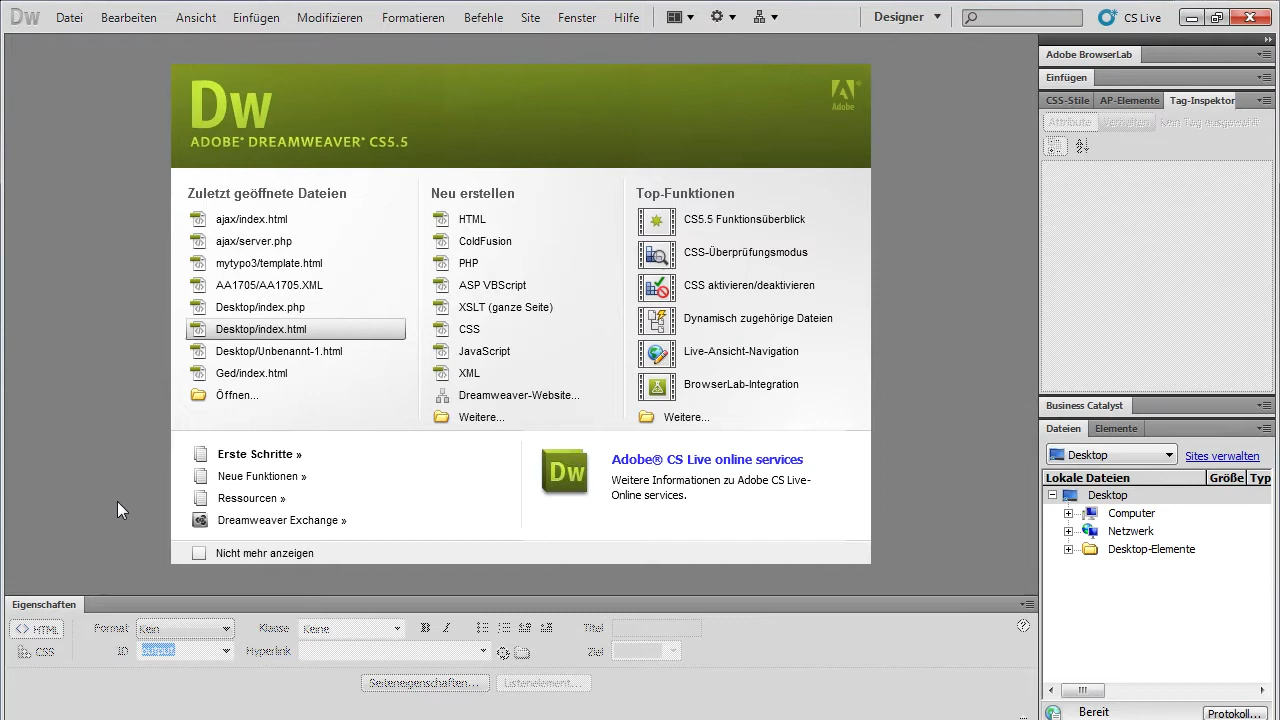 Dw Datei Bearbeiten Ansicht Einfügen Modifizieren Formatieren Befehle Site Fenster Hilfe Designer CS Live
Adobe BrowserLab
Einfügen
CSS-Stile AP-Elemente Tag-Inspektor
Attribute Verhalten Kein Tag ausgewählt
Dw
ADOBE® DREAMWEAVER® CS5.5
Adobe
Zuletzt geöffnete Dateien
ajax/index.html
ajax/server.php
mytypo3/template.html
AA1705/AA1705.XML
Desktop/index.php
Desktop/index.html
Desktop/Unbenannt-1.html
Ged/index.html
Öffnen...
Neu erstellen
HTML
ColdFusion
PHP
ASP VBScript
XSLT (ganze Seite)
CSS
JavaScript
XML
Dreamweaver-Website...
Weitere...
Top-Funktionen
CS5.5 Funktionsüberblick
CSS-Überprüfungsmodus
CSS aktivieren/deaktivieren
Dynamisch zugehörige Dateien
Live-Ansicht-Navigation
BrowserLab-Integration
Weitere...
Erste Schritte »
Neue Funktionen »
Ressourcen »
Dreamweaver Exchange »
Dw
Adobe® CS Live online services
Weitere Informationen zu Adobe CS Live-
Online services.
Nicht mehr anzeigen
Business Catalyst
Dateien Elemente
Desktop Sites verwalten
Lokale Dateien Größe Typ
Desktop
Computer
Netzwerk
Desktop-Elemente
Bereit Protokoll...
Eigenschaften
<> HTML Format Kein Klasse Keine B I Titel
CSS ID output Hyperlink Ziel
Seiteneigenschaften... Listenelement...